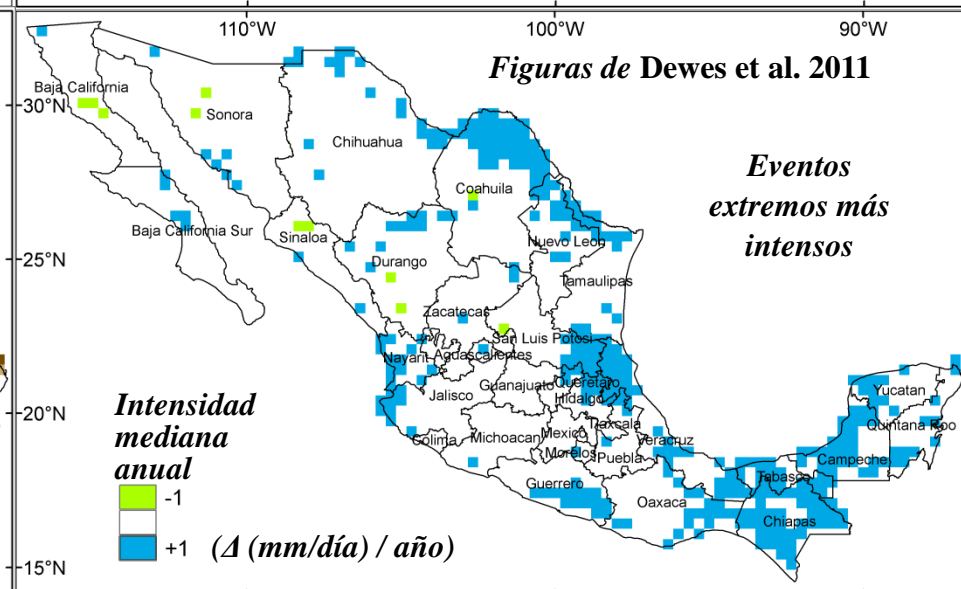 110°W 100°W 90°W
Figuras de Dewes et al. 2011
Baja California
30°N
Sonora
Chihuahua
Eventos
extremos más
intensos
Coahuila
Baja California Sur
Sinaloa
Nuevo Leon
25°N
Durango
Tamaulipas
Zacatecas
San Luis Potosi
Nayarit
Aguascalientes
Guanajuato
Queretaro
Yucatan
Jalisco
Hidalgo
20°N
Intensidad
mediana
anual
Colima
Michoacan
Mexico
Tlaxcala
Veracruz
Quintana Roo
Morelos
Puebla
Campeche
Tabasco
Guerrero
Oaxaca
Chiapas
-1
+1 (Δ (mm/día) / año)
15°N